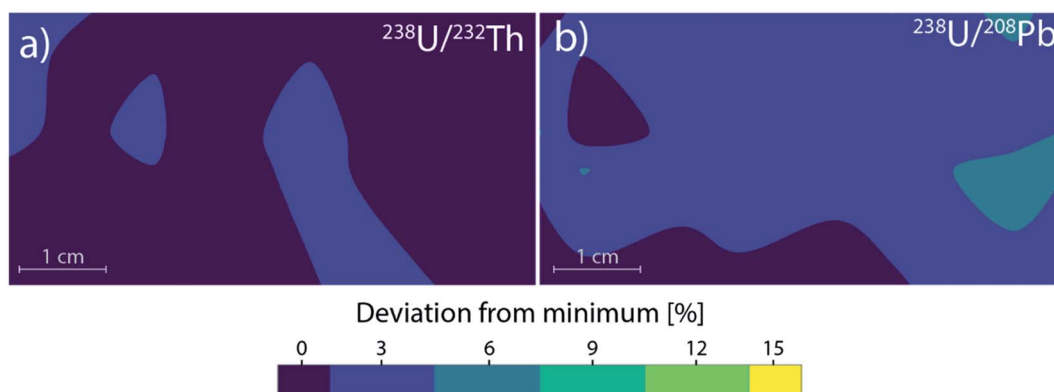 a)
²³⁸U/²³²Th
1 cm
b)
²³⁸U/²⁰⁸Pb
1 cm
Deviation from minimum [%]
0 3 6 9 12 15